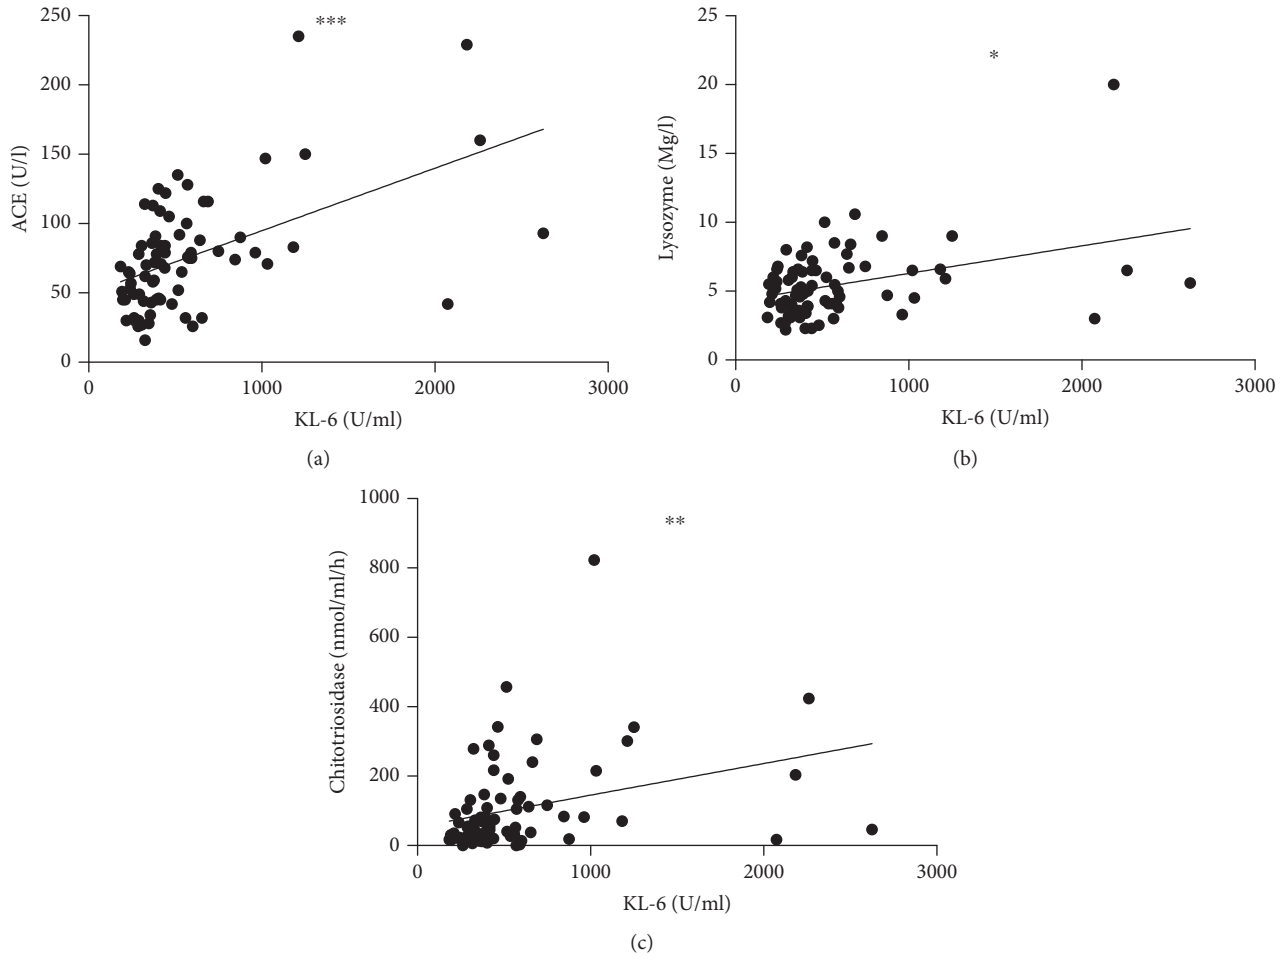 250
200
150
100
50
0
ACE (U/l)
***
0 1000 2000 3000
KL-6 (U/ml)
(a)
25
20
15
10
5
0
Lysozyme (Mg/l)
*
0 1000 2000 3000
KL-6 (U/ml)
(b)
1000
800
600
400
200
0
Chitotriosidase (nmol/ml/h)
**
0 1000 2000 3000
KL-6 (U/ml)
(c)